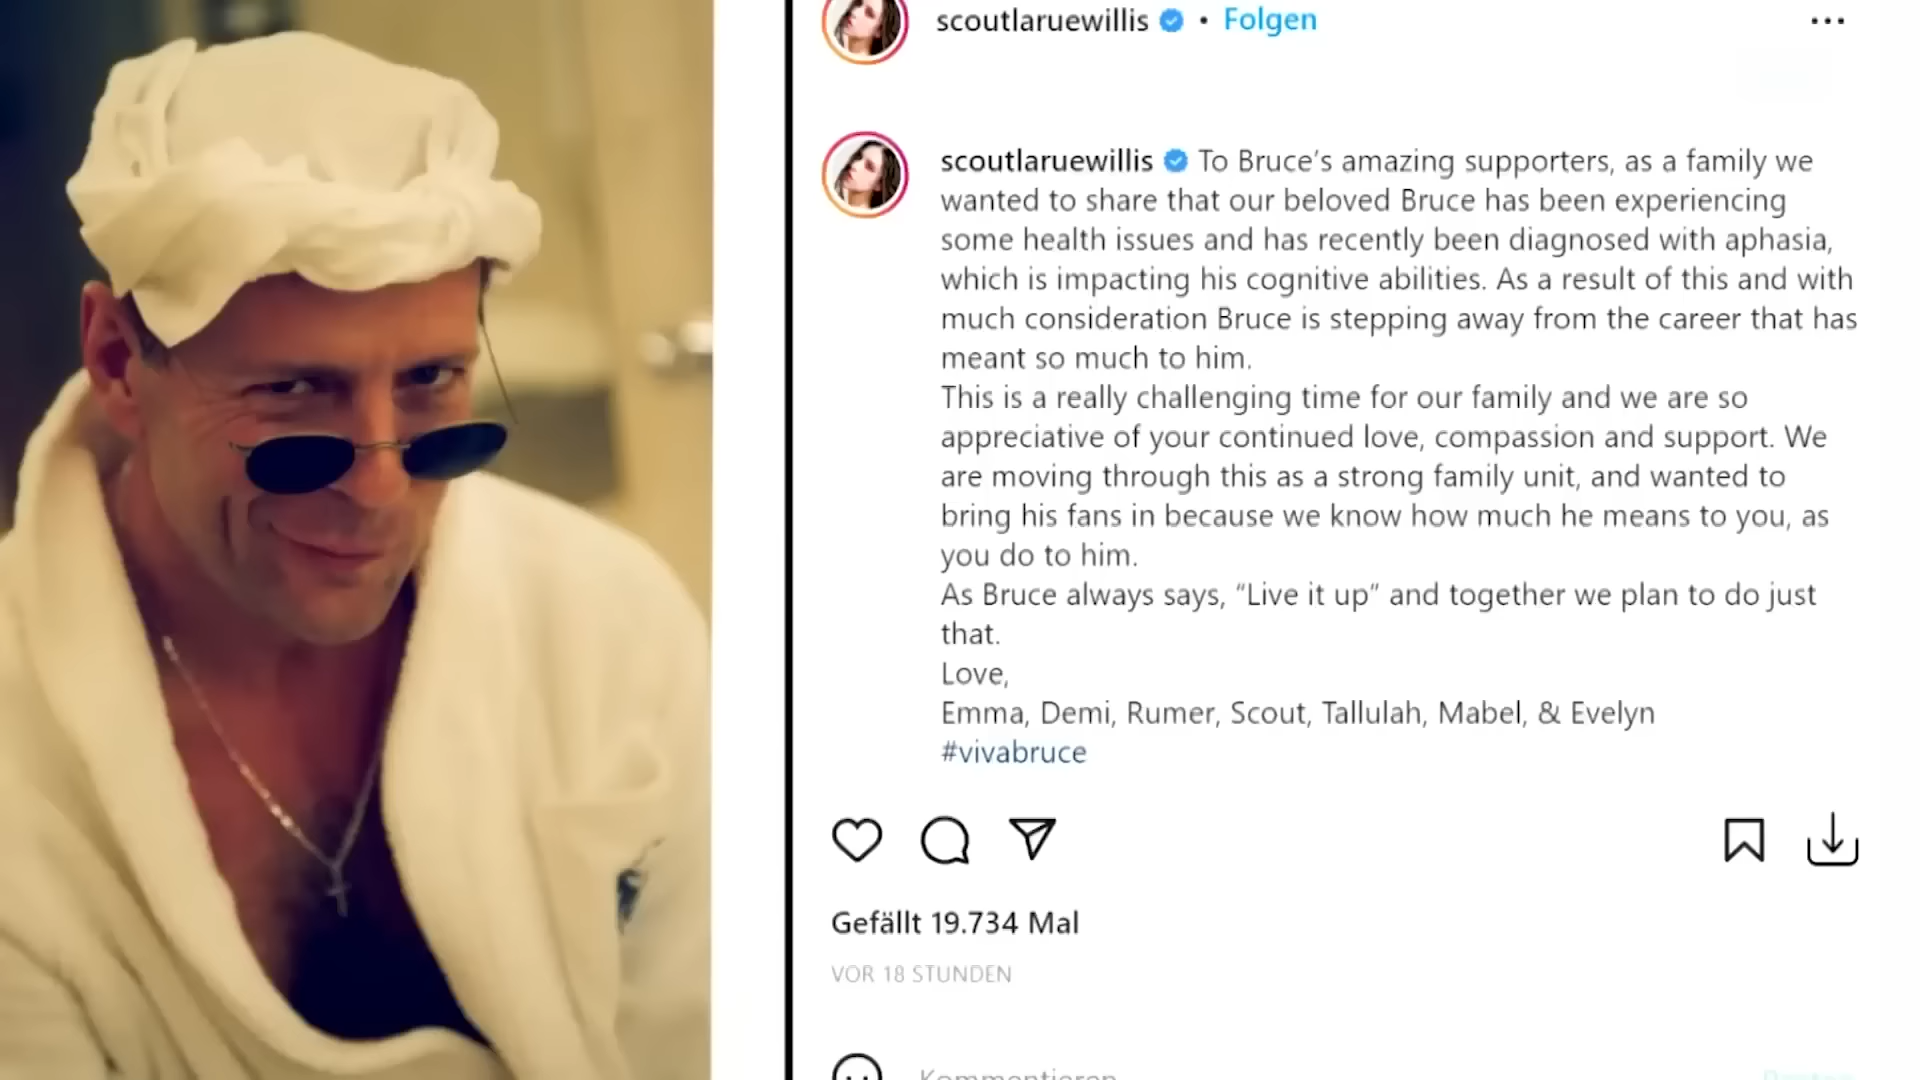 scoutlaruewillis • Folgen
scoutlaruewillis To Bruce’s amazing supporters, as a family we
wanted to share that our beloved Bruce has been experiencing
some health issues and has recently been diagnosed with aphasia,
which is impacting his cognitive abilities. As a result of this and with
much consideration Bruce is stepping away from the career that has
meant so much to him.
This is a really challenging time for our family and we are so
appreciative of your continued love, compassion and support. We
are moving through this as a strong family unit, and wanted to
bring his fans in because we know how much he means to you, as
you do to him.
As Bruce always says, “Live it up” and together we plan to do just
that.
Love,
Emma, Demi, Rumer, Scout, Tallulah, Mabel, & Evelyn
#vivabruce
Gefällt 19.734 Mal
VOR 18 STUNDEN
Kommentieren